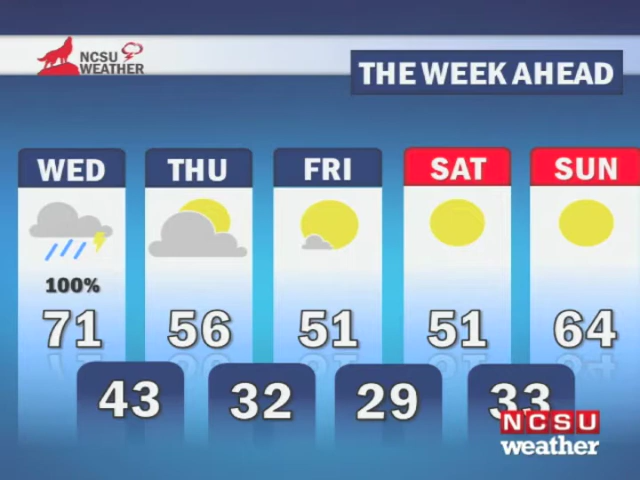 NCSU
WEATHER
THE WEEK AHEAD
WED THU FRI SAT SUN
100%
71 56 51 51 64
43 32 29 33
NCSU
weather